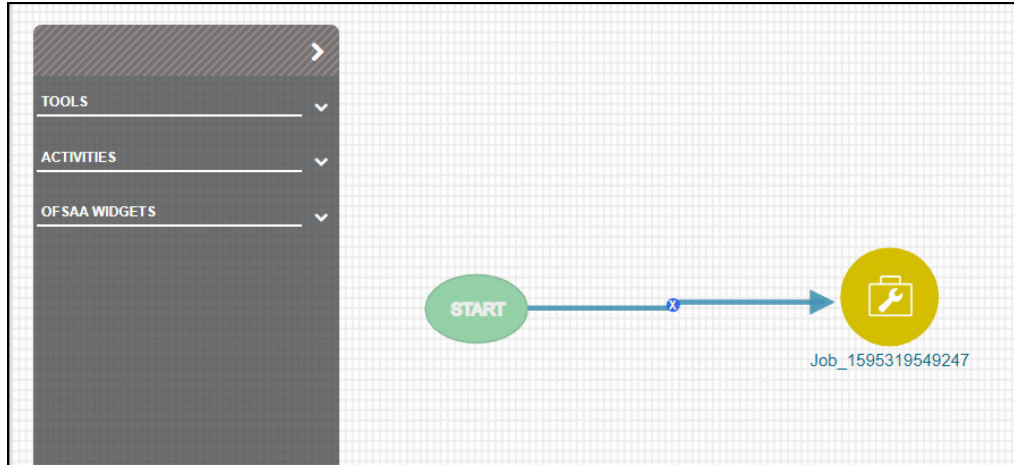 TOOLS
ACTIVITIES
OFSAA WIDGETS
START
X
Job_1595319549247